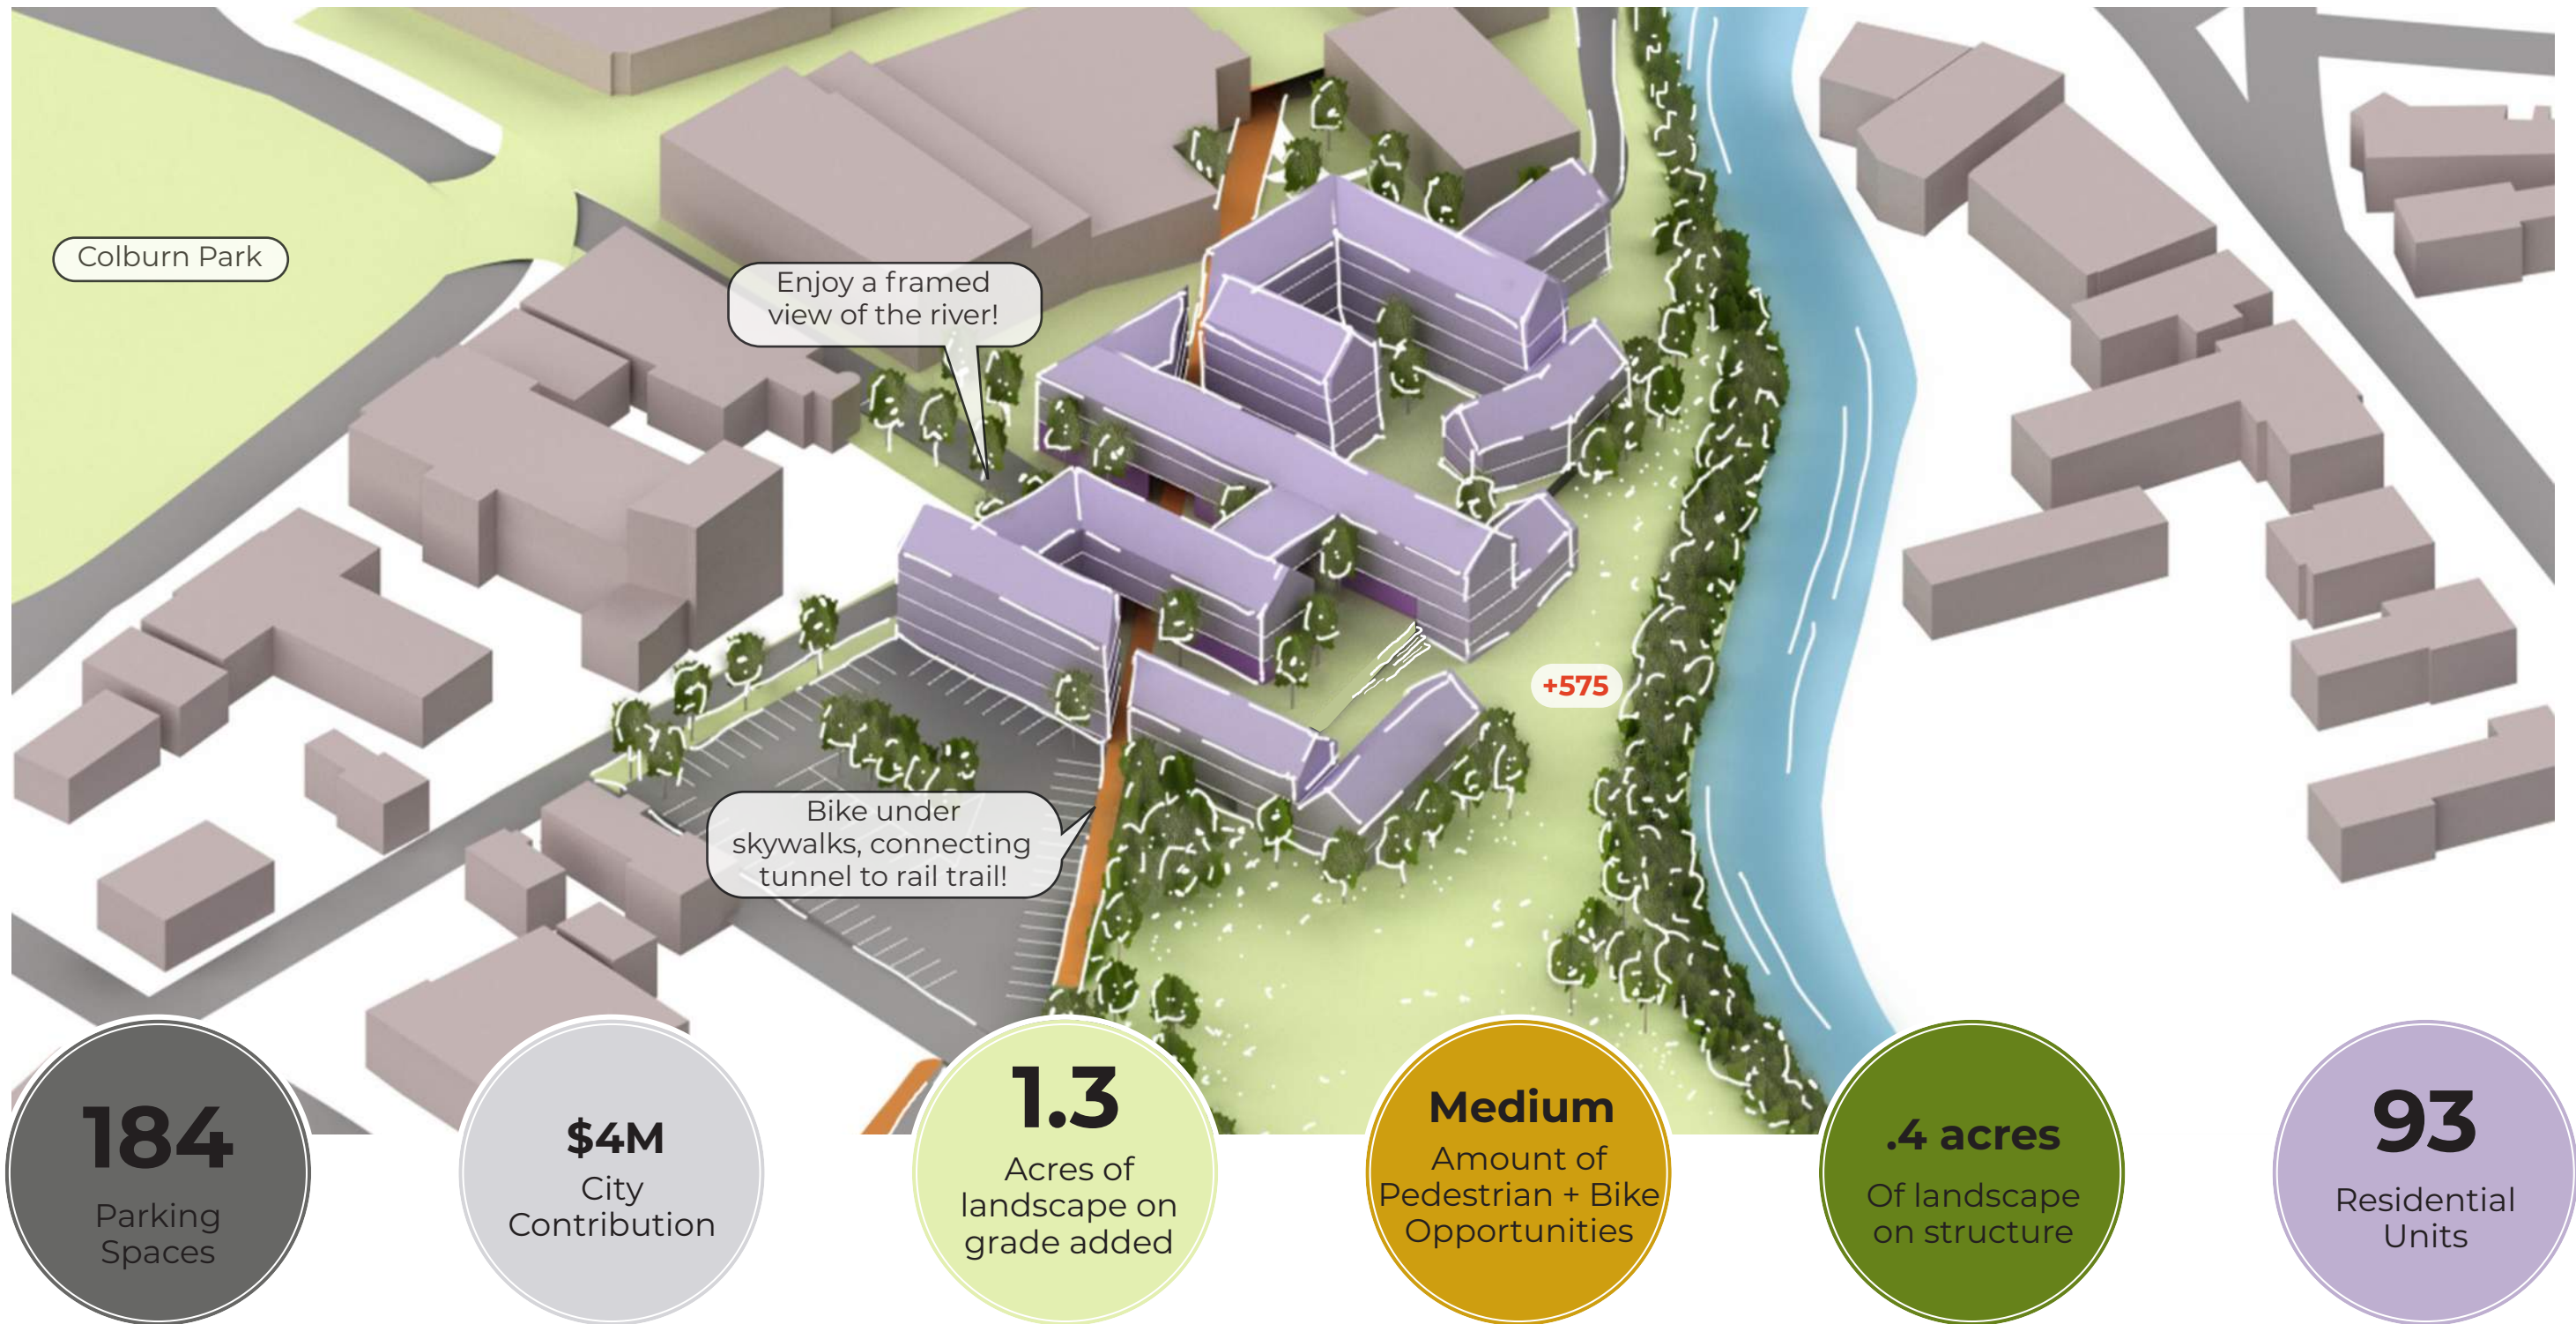 Colburn Park
Enjoy a framed
view of the river!
+575
Bike under
skywalks, connecting
tunnel to rail trail!
184
Parking
Spaces
$4M
City
Contribution
1.3
Acres of
landscape on
grade added
Medium
Amount of
Pedestrian + Bike
Opportunities
.4 acres
Of landscape
on structure
93
Residential
Units